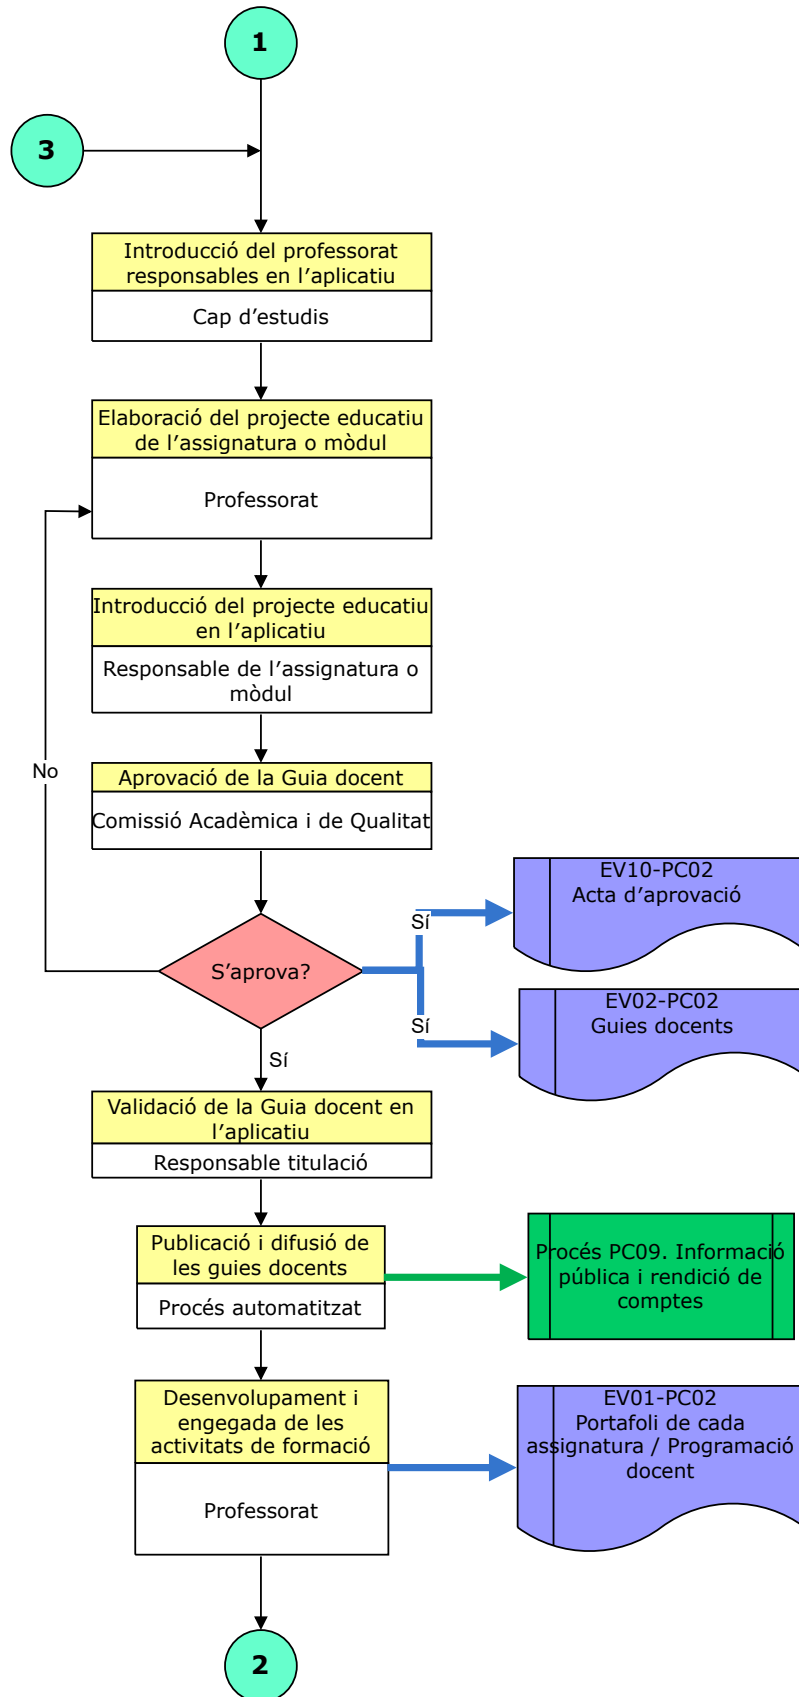 1
3
Introducció del professorat
responsables en l’aplicatiu
Cap d’estudis
Elaboració del projecte educatiu
de l’assignatura o mòdul
Professorat
Introducció del projecte educatiu
en l’aplicatiu
Responsable de l’assignatura o
mòdul
No
Aprovació de la Guia docent
Comissió Acadèmica i de Qualitat
EV10-PC02
Acta d’aprovació
Sí
S’aprova?
EV02-PC02
Guies docents
Sí
Sí
Validació de la Guia docent en
l’aplicatiu
Responsable titulació
Publicació i difusió de
les guies docents
Procés automatitzat
Procés PC09. Informació
pública i rendició de
comptes
Desenvolupament i
engegada de les
activitats de formació
Professorat
EV01-PC02
Portafoli de cada
assignatura / Programació
docent
2